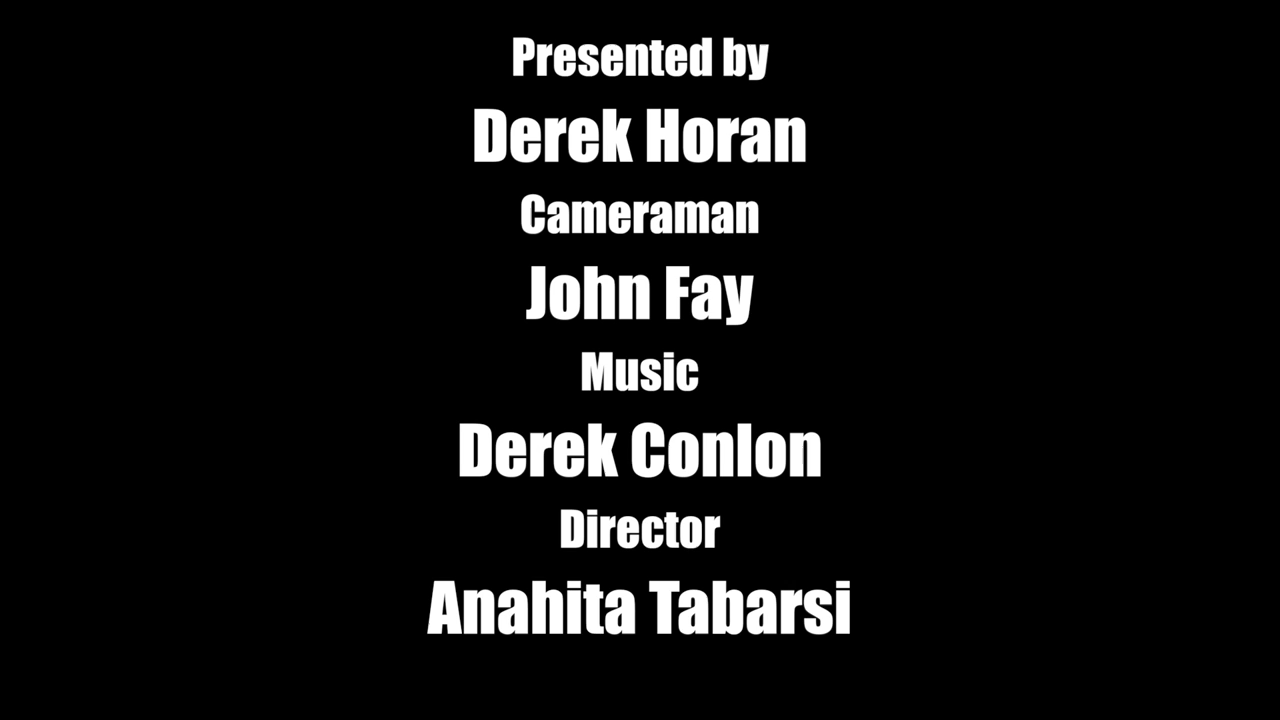 Presented by
Derek Horan
Cameraman
John Fay
Music
Derek Conlon
Director
Anahita Tabarsi